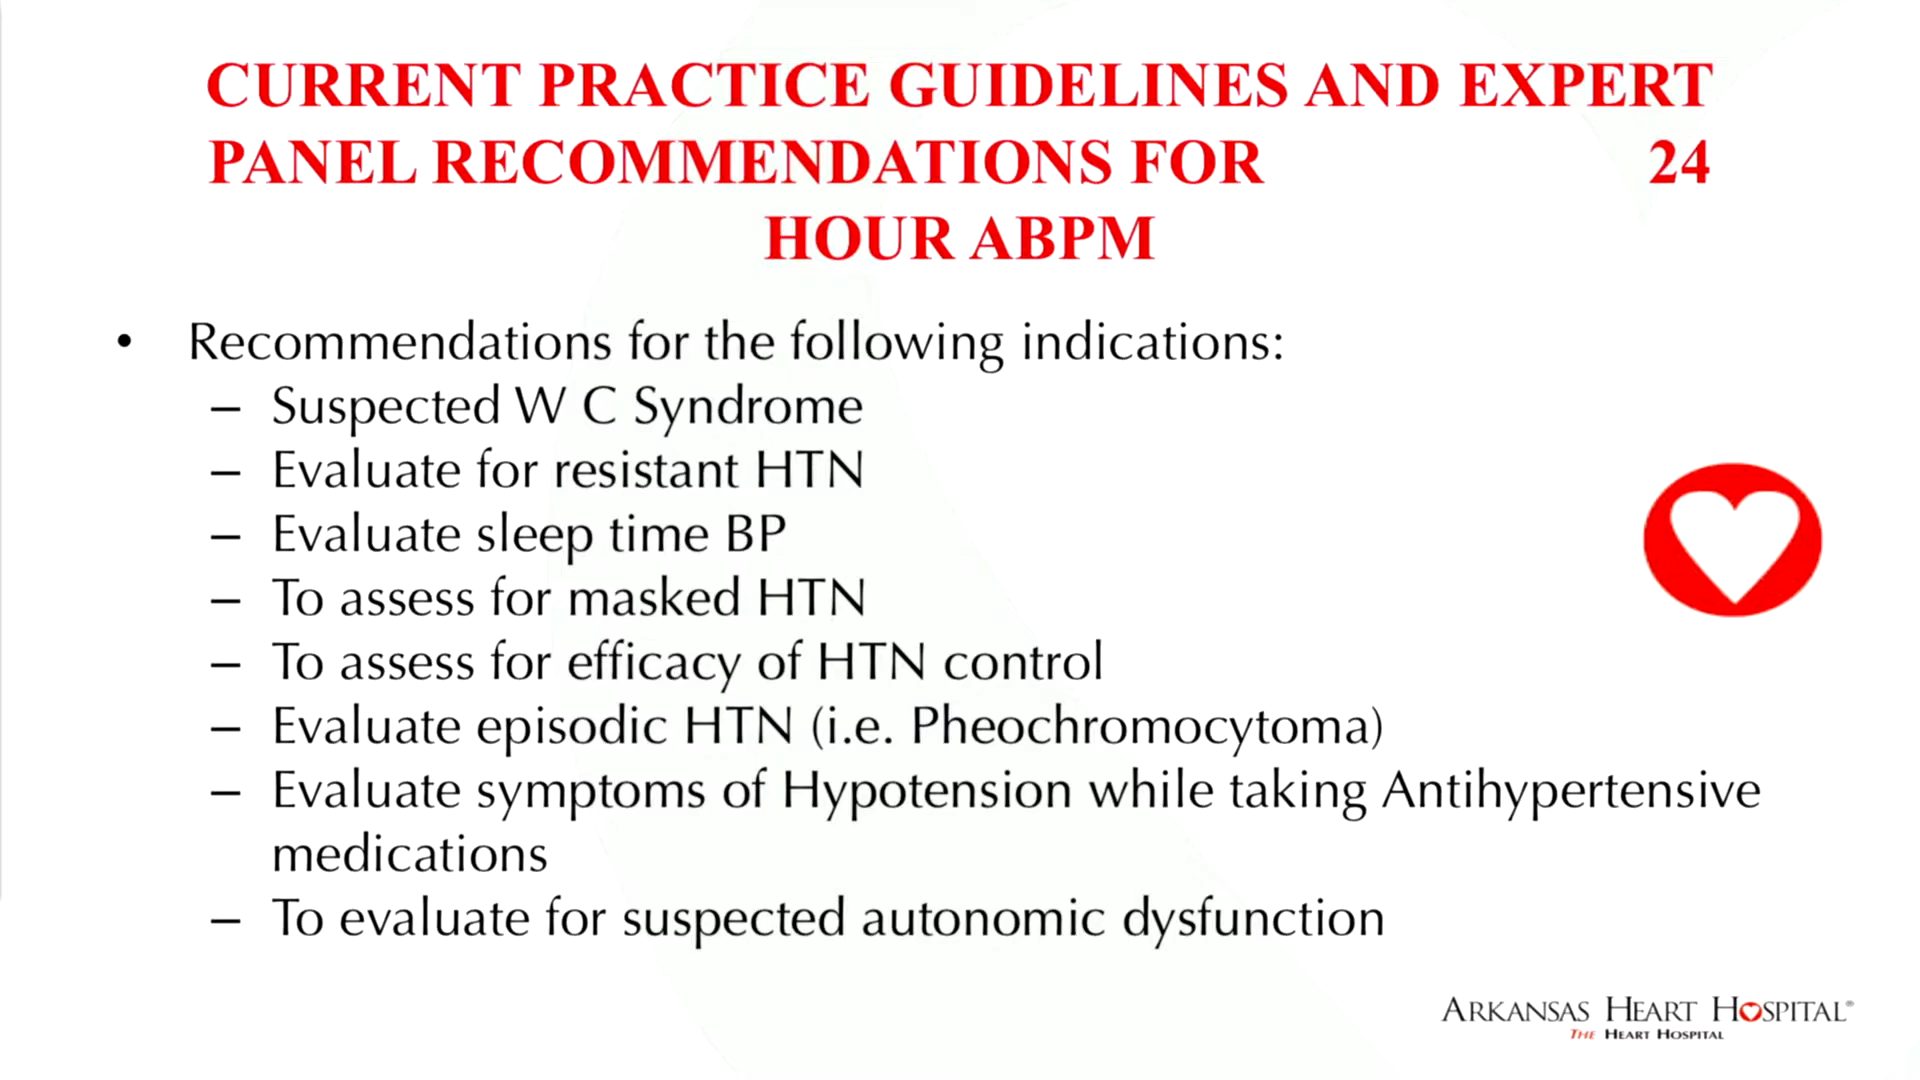 CURRENT PRACTICE GUIDELINES AND EXPERT
PANEL RECOMMENDATIONS FOR 24
HOUR ABPM
• Recommendations for the following indications:
– Suspected W C Syndrome
– Evaluate for resistant HTN
– Evaluate sleep time BP
– To assess for masked HTN
– To assess for efficacy of HTN control
– Evaluate episodic HTN (i.e. Pheochromocytoma)
– Evaluate symptoms of Hypotension while taking Antihypertensive
medications
– To evaluate for suspected autonomic dysfunction
ARKANSAS HEART HOSPITAL®
THE HEART HOSPITAL